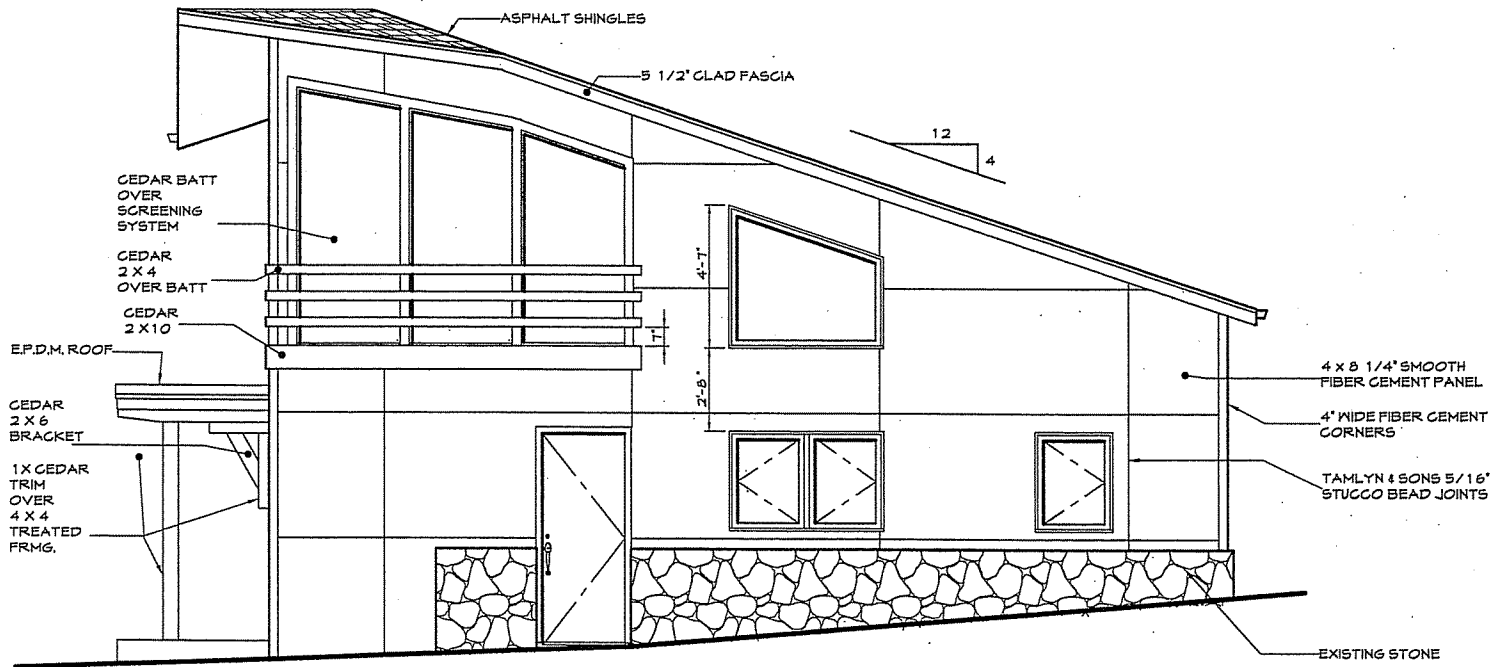 ASPHALT SHINGLES
5 1/2" CLAD FASCIA
12
4
CEDAR BATT
OVER
SCREENING
SYSTEM
CEDAR
2 X 4
OVER BATT
CEDAR
2 X 10
E.P.D.M. ROOF
CEDAR
2 X 6
BRACKET
1 X CEDAR
TRIM
OVER
4 X 4
TREATED
FRMG.
4'-7"
7"
2'-8"
4 x 8 1/4" SMOOTH
FIBER CEMENT PANEL
4" WIDE FIBER CEMENT
CORNERS
TAMLYN & SONS 5/16"
STUCCO BEAD JOINTS
EXISTING STONE